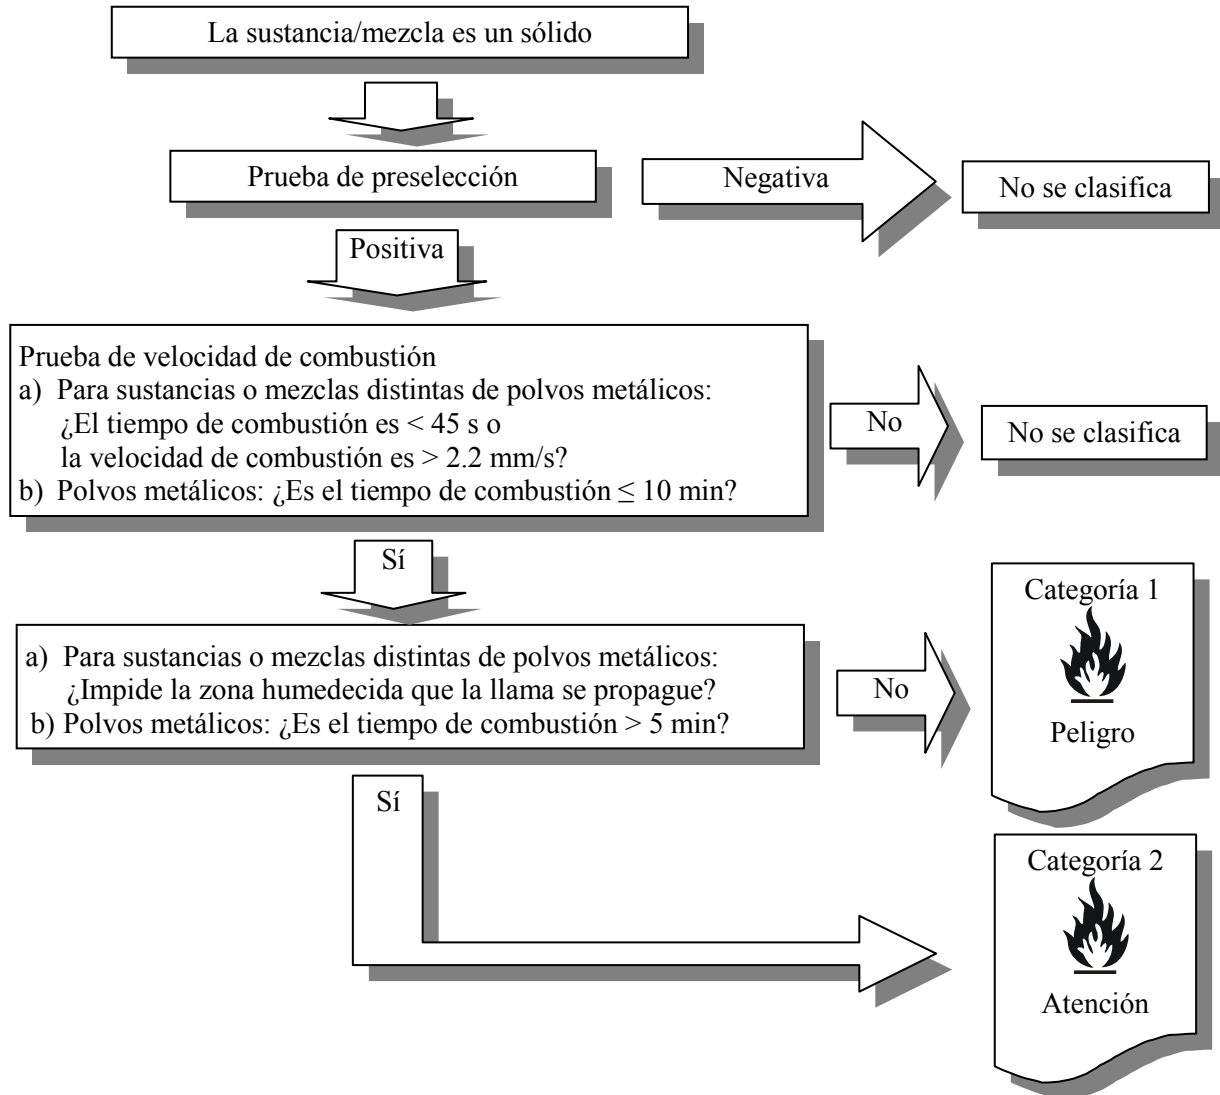 La sustancia/mezcla es un sólido
Prueba de preselección
Negativa
No se clasifica
Positiva
Prueba de velocidad de combustión
a) Para sustancias o mezclas distintas de polvos metálicos:
¿El tiempo de combustión es < 45 s o
la velocidad de combustión es > 2.2 mm/s?
b) Polvos metálicos: ¿Es el tiempo de combustión ≤ 10 min?
No
No se clasifica
Sí
a) Para sustancias o mezclas distintas de polvos metálicos:
¿Impide la zona humedecida que la llama se propague?
b) Polvos metálicos: ¿Es el tiempo de combustión > 5 min?
No
Categoría 1
Peligro
Sí
Categoría 2
Atención